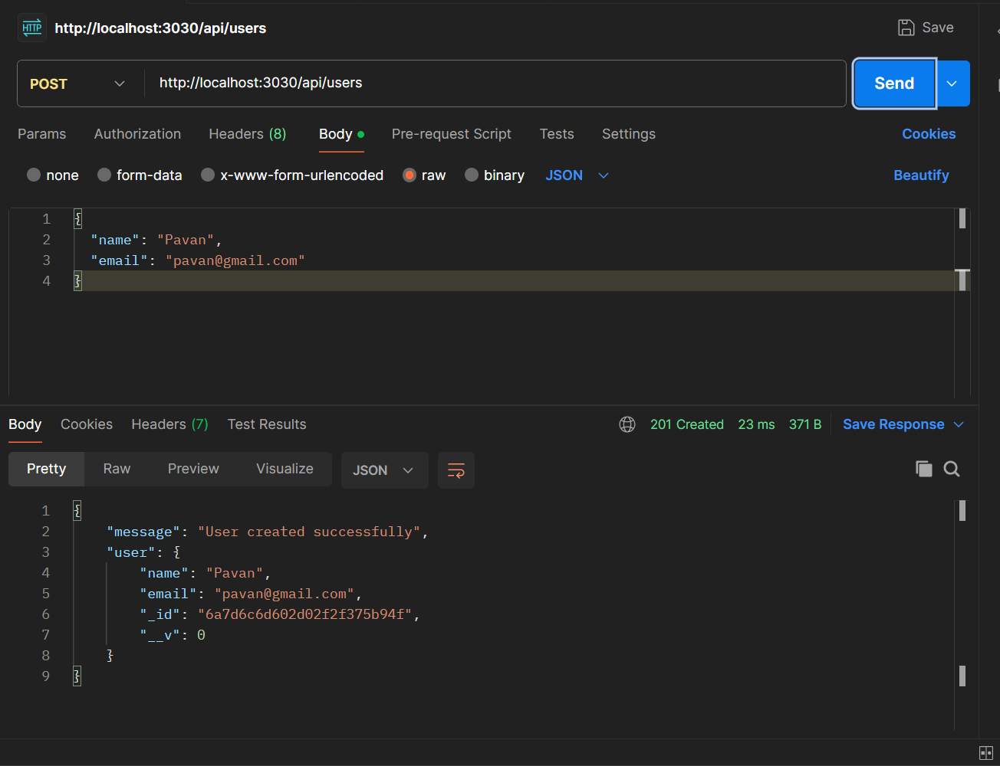 HTTP http://localhost:3030/api/users Save
POST http://localhost:3030/api/users Send
Params Authorization Headers (8) Body Pre-request Script Tests Settings Cookies
none form-data x-www-form-urlencoded raw binary JSON Beautify
1 {
2 "name": "Pavan",
3 "email": "pavan@gmail.com"
4 }
Body Cookies Headers (7) Test Results 201 Created 23 ms 371 B Save Response
Pretty Raw Preview Visualize JSON
1 {
2 "message": "User created successfully",
3 "user": {
4 "name": "Pavan",
5 "email": "pavan@gmail.com",
6 "_id": "6a7d6c6d602d02f2f375b94f",
7 "__v": 0
8 }
9 }